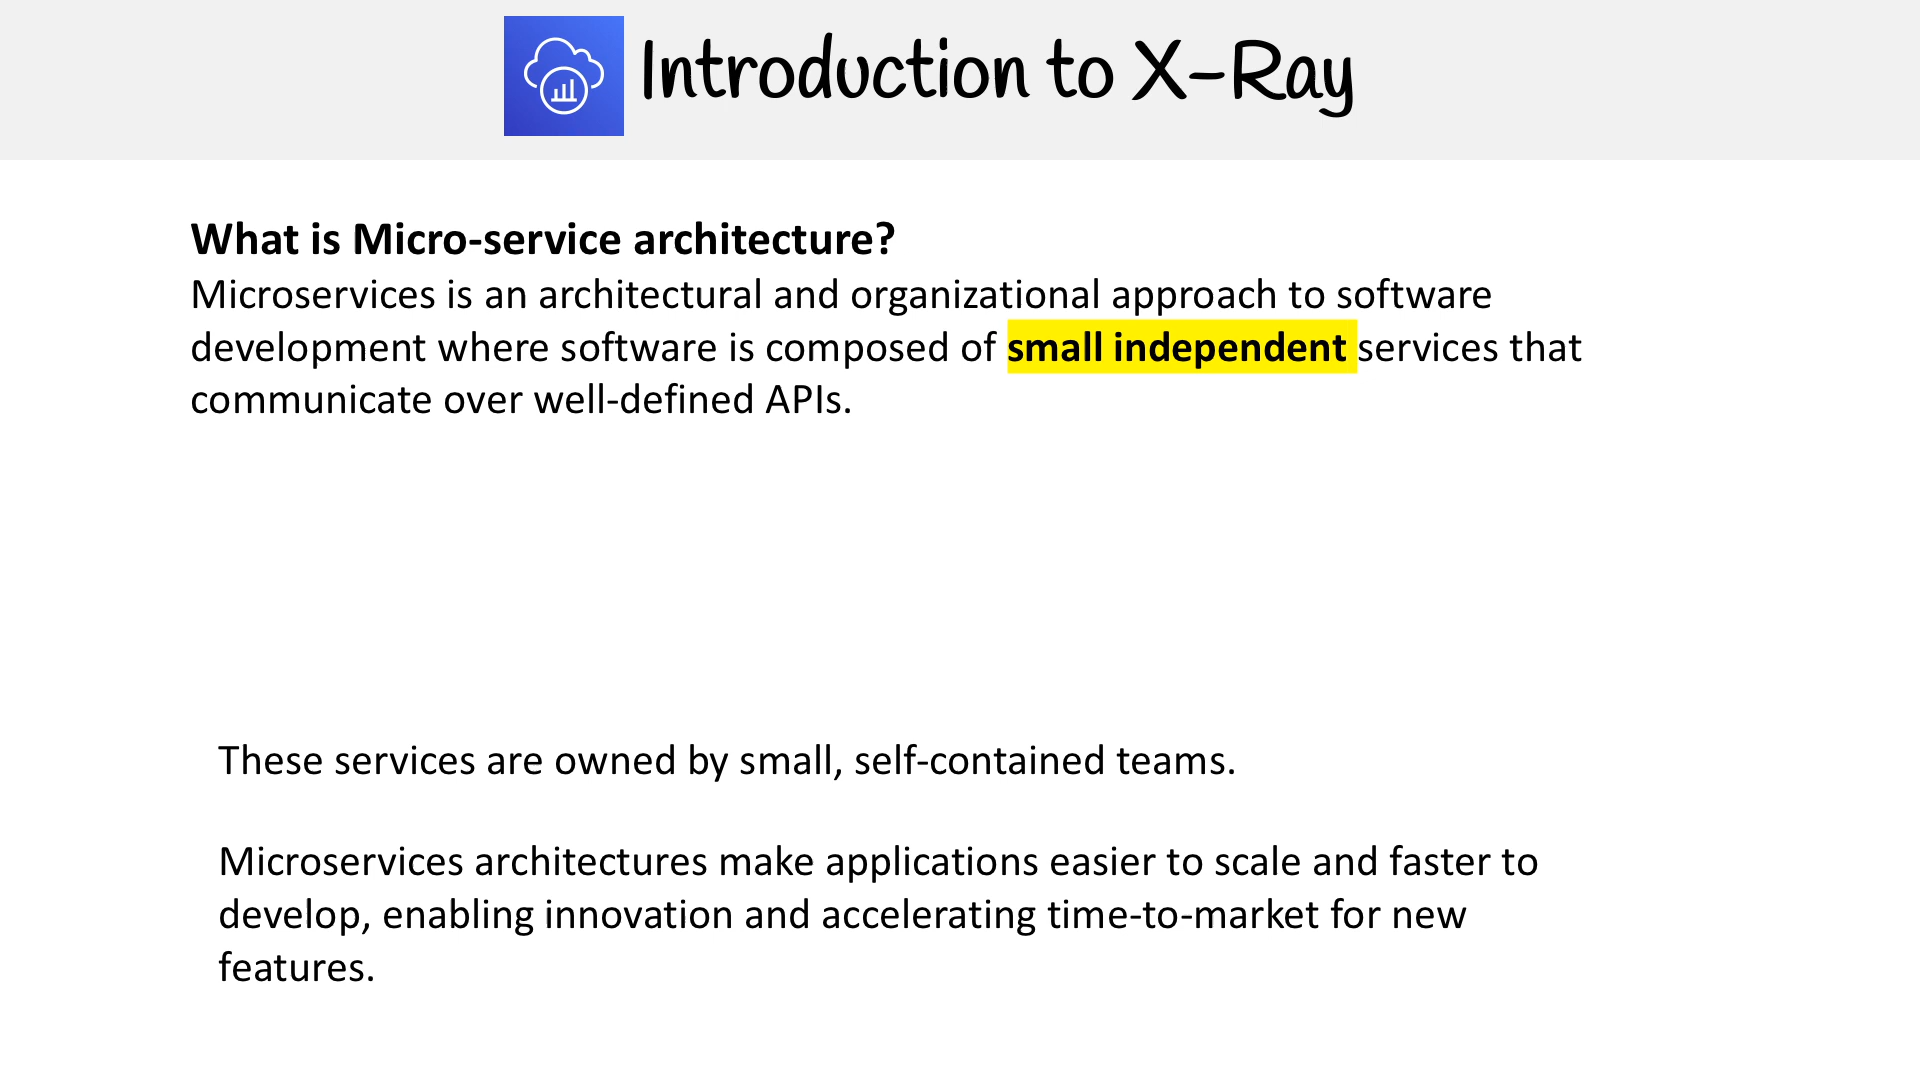 Introduction to X-Ray
What is Micro-service architecture?
Microservices is an architectural and organizational approach to software
development where software is composed of small independent services that
communicate over well-defined APIs.
These services are owned by small, self-contained teams.
Microservices architectures make applications easier to scale and faster to
develop, enabling innovation and accelerating time-to-market for new
features.